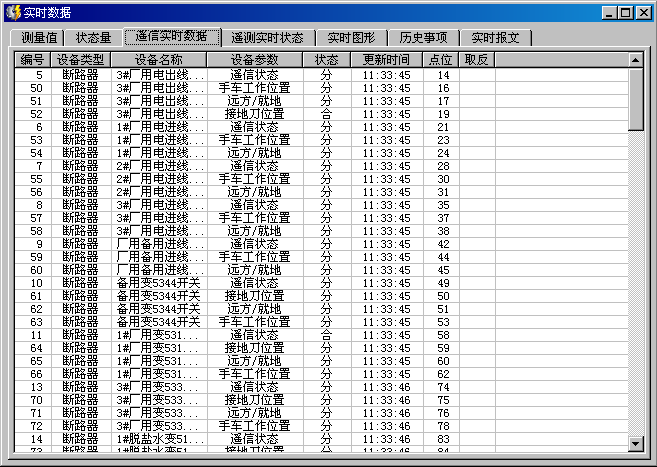 实时数据
测量值 状态量 遥信实时数据 遥测实时状态 实时图形 历史事项 实时报文
编号 设备类型 设备名称 设备参数 状态 更新时间 点位 取反
5 断路器 3#厂用电出线... 遥信状态 分 11:33:45 14
50 断路器 3#厂用电出线... 手车工作位置 分 11:33:45 16
51 断路器 3#厂用电出线... 远方/就地 分 11:33:45 17
52 断路器 3#厂用电出线... 接地刀位置 合 11:33:45 19
6 断路器 1#厂用电进线... 遥信状态 分 11:33:45 21
53 断路器 1#厂用电进线... 手车工作位置 分 11:33:45 23
54 断路器 1#厂用电进线... 远方/就地 分 11:33:45 24
7 断路器 2#厂用电进线... 遥信状态 分 11:33:45 28
55 断路器 2#厂用电进线... 手车工作位置 分 11:33:45 30
56 断路器 2#厂用电进线... 远方/就地 分 11:33:45 31
8 断路器 3#厂用电进线... 遥信状态 分 11:33:45 35
57 断路器 3#厂用电进线... 手车工作位置 分 11:33:45 37
58 断路器 3#厂用电进线... 远方/就地 分 11:33:45 38
9 断路器 厂用备用进线... 遥信状态 分 11:33:45 42
59 断路器 厂用备用进线... 手车工作位置 分 11:33:45 44
60 断路器 厂用备用进线... 远方/就地 分 11:33:45 45
10 断路器 备用变5344开关 遥信状态 分 11:33:45 49
61 断路器 备用变5344开关 接地刀位置 分 11:33:45 50
62 断路器 备用变5344开关 远方/就地 分 11:33:45 51
63 断路器 备用变5344开关 手车工作位置 分 11:33:45 53
11 断路器 1#厂用变531... 遥信状态 合 11:33:45 58
64 断路器 1#厂用变531... 接地刀位置 分 11:33:45 59
65 断路器 1#厂用变531... 远方/就地 分 11:33:45 60
66 断路器 1#厂用变531... 手车工作位置 分 11:33:45 62
13 断路器 3#厂用变533... 遥信状态 分 11:33:46 74
70 断路器 3#厂用变533... 接地刀位置 分 11:33:46 75
71 断路器 3#厂用变533... 远方/就地 分 11:33:46 76
72 断路器 3#厂用变533... 手车工作位置 分 11:33:46 78
14 断路器 1#脱盐水变51... 遥信状态 分 11:33:46 83
73 断路器 1#脱盐水变51... 接地刀位置 分 11:33:46 84